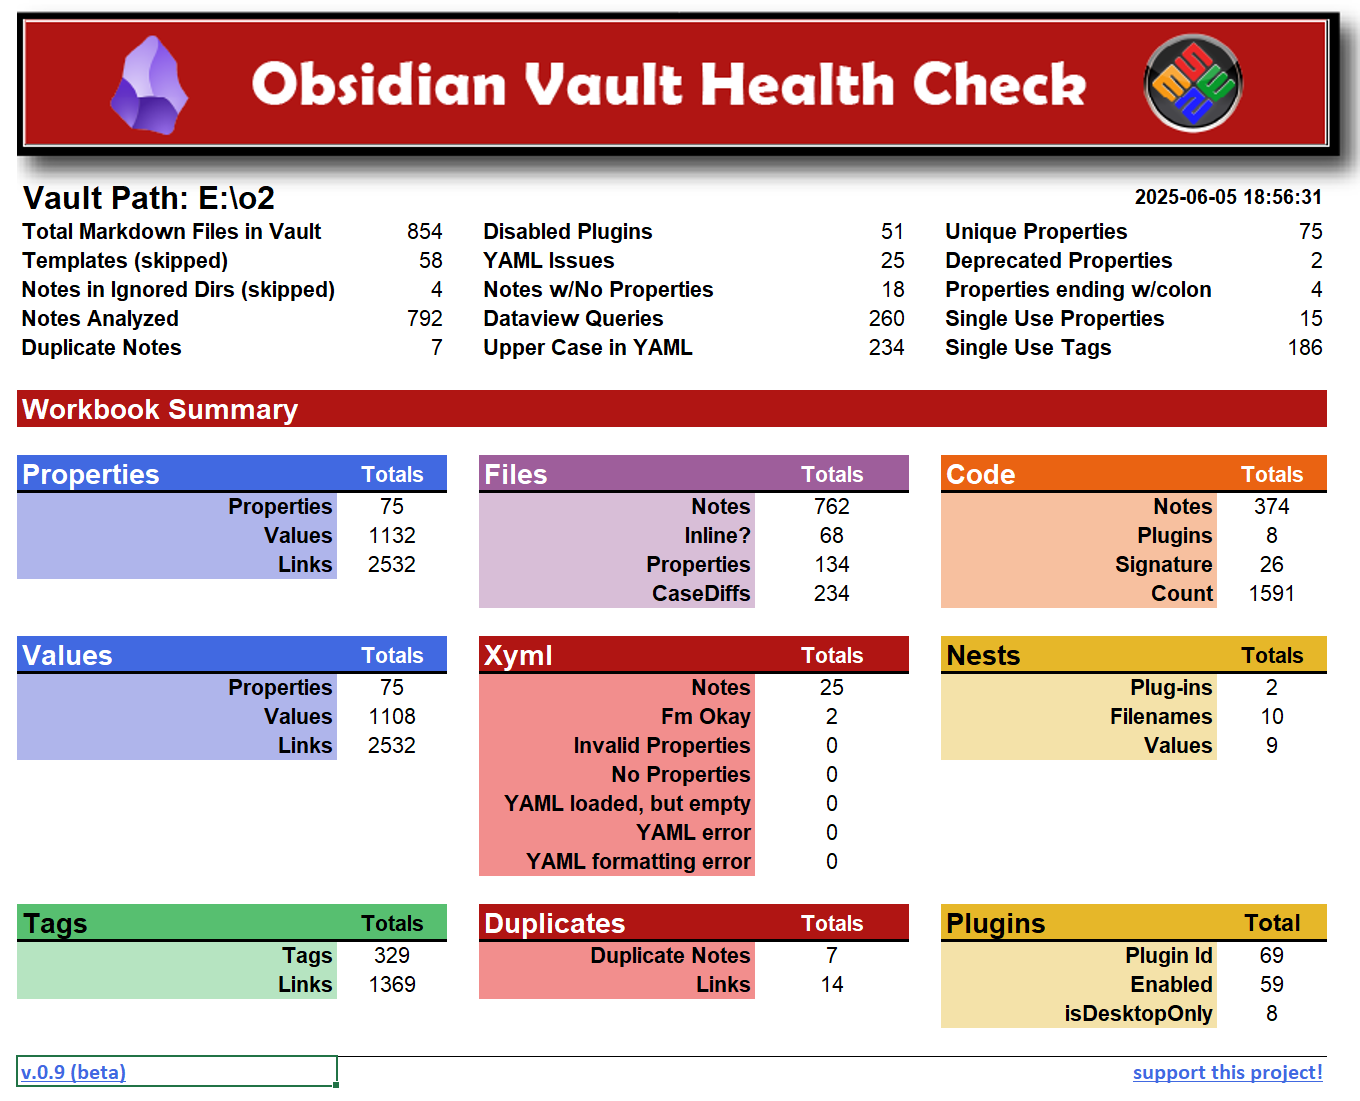 Obsidian Vault Health Check
Vault Path: E:\o2
2025-06-05 18:56:31
Total Markdown Files in Vault 854
Templates (skipped) 58
Notes in Ignored Dirs (skipped) 4
Notes Analyzed 792
Duplicate Notes 7
Disabled Plugins 51
YAML Issues 25
Notes w/No Properties 18
Dataview Queries 260
Upper Case in YAML 234
Unique Properties 75
Deprecated Properties 2
Properties ending w/colon 4
Single Use Properties 15
Single Use Tags 186
Workbook Summary
Properties Totals
Properties 75
Values 1132
Links 2532
Files Totals
Notes 762
Inline? 68
Properties 134
CaseDiffs 234
Code Totals
Notes 374
Plugins 8
Signature 26
Count 1591
Values Totals
Properties 75
Values 1108
Links 2532
Xyml Totals
Notes 25
Fm Okay 2
Invalid Properties 0
No Properties 0
YAML loaded, but empty 0
YAML error 0
YAML formatting error 0
Nests Totals
Plug-ins 2
Filenames 10
Values 9
Tags Totals
Tags 329
Links 1369
Duplicates Totals
Duplicate Notes 7
Links 14
Plugins Total
Plugin Id 69
Enabled 59
isDesktopOnly 8
v.0.9 (beta)
support this project!